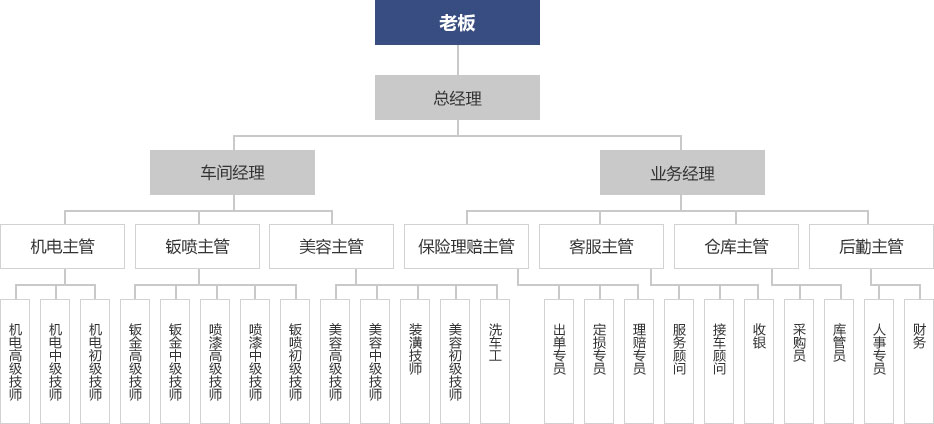 老板
总经理
车间经理
业务经理
机电主管
钣喷主管
美容主管
保险理赔主管
客服主管
仓库主管
后勤主管
机电高级技师
机电中级技师
机电初级技师
钣金高级技师
钣金中级技师
喷漆高级技师
喷漆中级技师
钣喷初级技师
美容高级技师
美容中级技师
装潢技师
美容初级技师
洗车工
出单专员
定损专员
理赔专员
服务顾问
接车顾问
收银
采购员
库管员
人事专员
财务